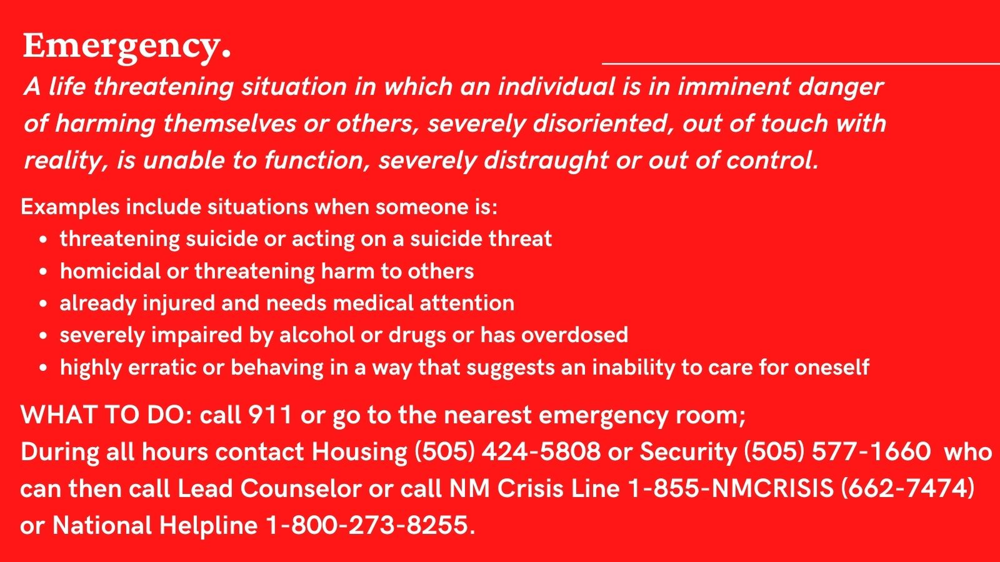 Emergency.
A life threatening situation in which an individual is in imminent danger
of harming themselves or others, severely disoriented, out of touch with
reality, is unable to function, severely distraught or out of control.
Examples include situations when someone is:
• threatening suicide or acting on a suicide threat
• homicidal or threatening harm to others
• already injured and needs medical attention
• severely impaired by alcohol or drugs or has overdosed
• highly erratic or behaving in a way that suggests an inability to care for oneself
WHAT TO DO: call 911 or go to the nearest emergency room;
During all hours contact Housing (505) 424-5808 or Security (505) 577-1660 who
can then call Lead Counselor or call NM Crisis Line 1-855-NMCRISIS (662-7474)
or National Helpline 1-800-273-8255.